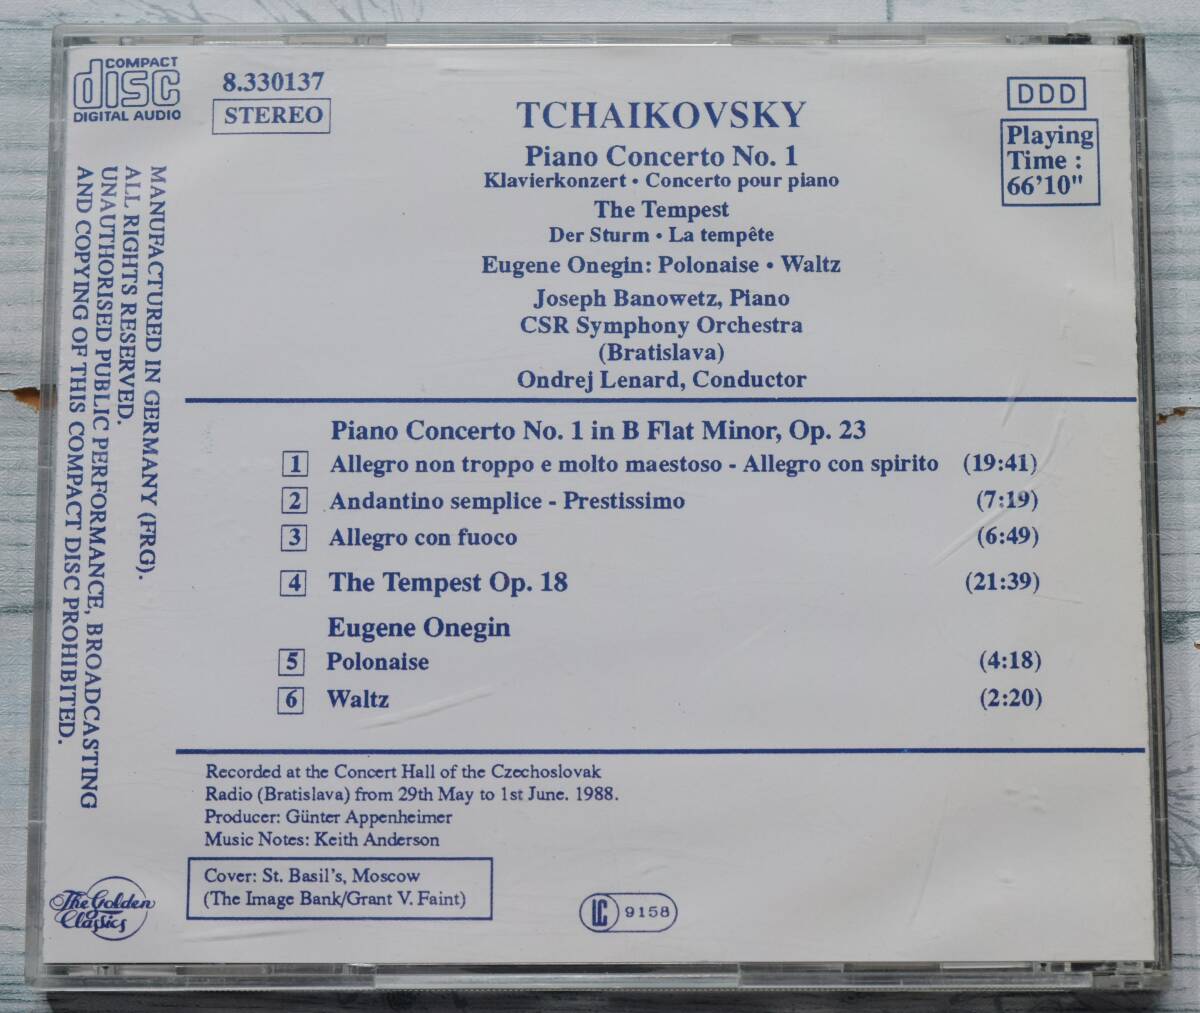 COMPACT
disc
DIGITAL AUDIO
8.330137
STEREO
MANUFACTURED IN GERMANY (FRG).
ALL RIGHTS RESERVED.
UNAUTHORISED PUBLIC PERFORMANCE, BROADCASTING
AND COPYING OF THIS COMPACT DISC PROHIBITED.
TCHAIKOVSKY
Piano Concerto No. 1
Klavierkonzert • Concerto pour piano
The Tempest
Der Sturm • La tempête
Eugene Onegin: Polonaise • Waltz
Joseph Banowetz, Piano
CSR Symphony Orchestra
(Bratislava)
Ondrej Lenard, Conductor
DDD
Playing
Time :
66'10"
Piano Concerto No. 1 in B Flat Minor, Op. 23
1 Allegro non troppo e molto maestoso - Allegro con spirito (19:41)
2 Andantino semplice - Prestissimo (7:19)
3 Allegro con fuoco (6:49)
4 The Tempest Op. 18 (21:39)
Eugene Onegin
5 Polonaise (4:18)
6 Waltz (2:20)
Recorded at the Concert Hall of the Czechoslovak
Radio (Bratislava) from 29th May to 1st June. 1988.
Producer: Günter Appenheimer
Music Notes: Keith Anderson
Cover: St. Basil's, Moscow
(The Image Bank/Grant V. Faint)
The Golden
Classics
LC 9158